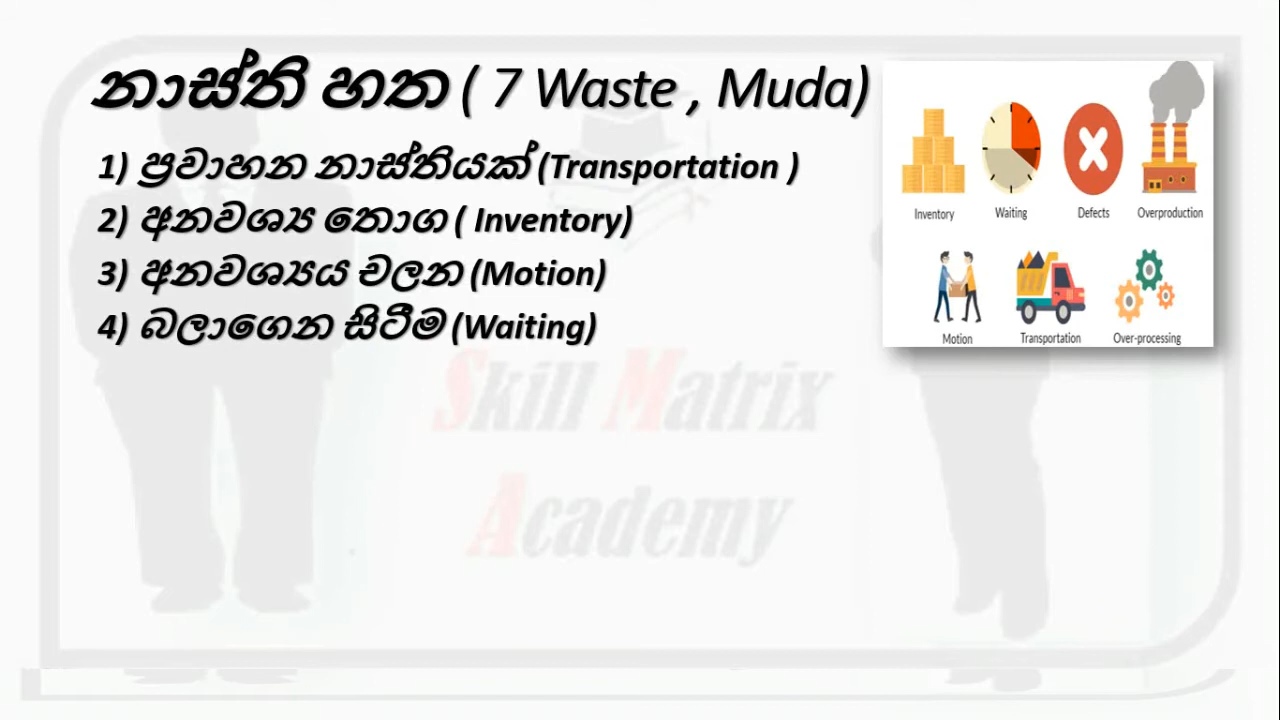 නාස්ති හත ( 7 Waste , Muda)
1) ප්‍රවාහන නාස්තියක් (Transportation )
2) අනවශ්‍ය තොග ( Inventory)
3) අනවශ්‍යය චලන (Motion)
4) බලාගෙන සිටීම (Waiting)
Inventory Waiting Defects Overproduction
Motion Transportation Over-processing
Skill Matrix
Academy